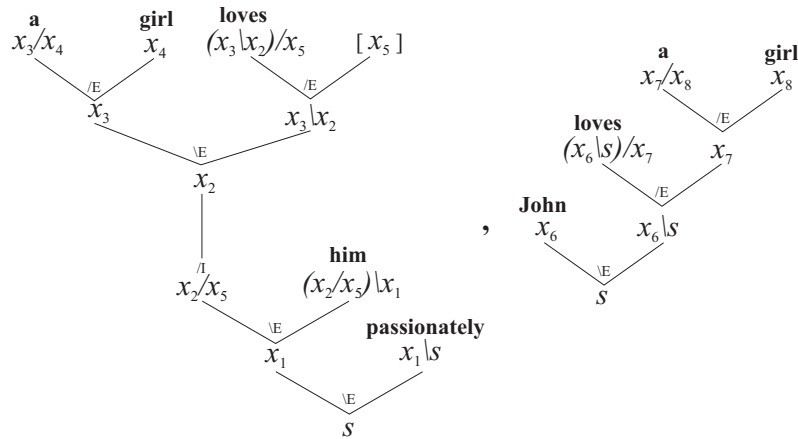 a girl loves
x₃/x₄ x₄ (x₃\x₂)/x₅ [ x₅ ]
/E /E
x₃ x₃\x₂
\E
x₂
/I him
x₂/x₅ (x₂/x₅)\x₁
\E passionately
x₁ x₁\s
\E
s
,
a girl
x₇/x₈ x₈
loves /E
(x₆\s)/x₇ x₇
John /E
x₆ x₆\s
\E
s